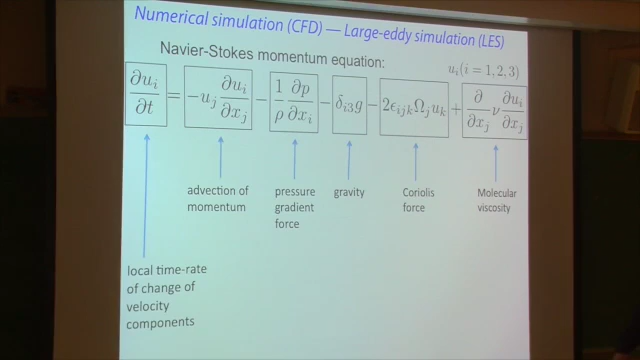 Numerical simulation (CFD) — Large-eddy simulation (LES)
Navier-Stokes momentum equation:
u_i(i = 1, 2, 3)
∂u_i/∂t = −u_j ∂u_i/∂x_j − 1/ρ ∂p/∂x_i − δ_i3 g − 2ϵ_ijk Ω_j u_k + ∂/∂x_j ν ∂u_i/∂x_j
advection of
momentum
pressure
gradient
force
gravity
Coriolis
force
Molecular
viscosity
local time-rate
of change of
velocity
components